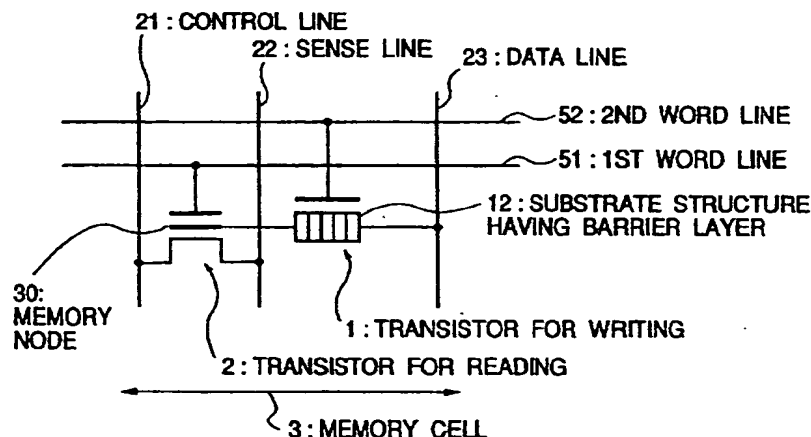 21 : CONTROL LINE
22 : SENSE LINE
23 : DATA LINE
52 : 2ND WORD LINE
51 : 1ST WORD LINE
12 : SUBSTRATE STRUCTURE
HAVING BARRIER LAYER
30:
MEMORY
NODE
1 : TRANSISTOR FOR WRITING
2 : TRANSISTOR FOR READING
3 : MEMORY CELL